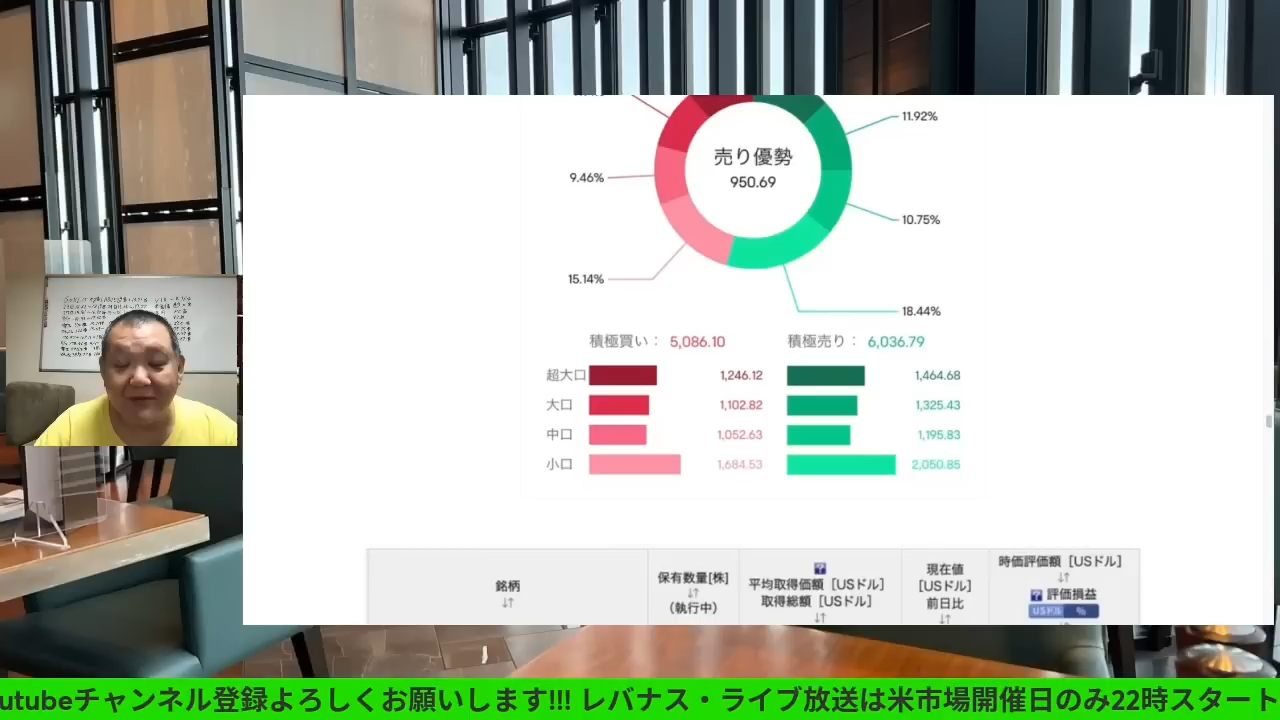 11.92%
売り優勢
950.69
9.46%
10.75%
15.14%
18.44%
積極買い： 5,086.10 積極売り： 6,036.79
超大口 1,246.12 1,464.68
大口 1,102.82 1,325.43
中口 1,052.63 1,195.83
小口 1,684.53 2,050.85
銘柄
保有数量[株]
（執行中）
平均取得価額［USドル］
取得総額［USドル］
現在値
［USドル］
前日比
時価評価額［USドル］
評価損益
USドル %
utubeチャンネル登録よろしくお願いします!!! レバナス・ライブ放送は米市場開催日のみ22時スタート